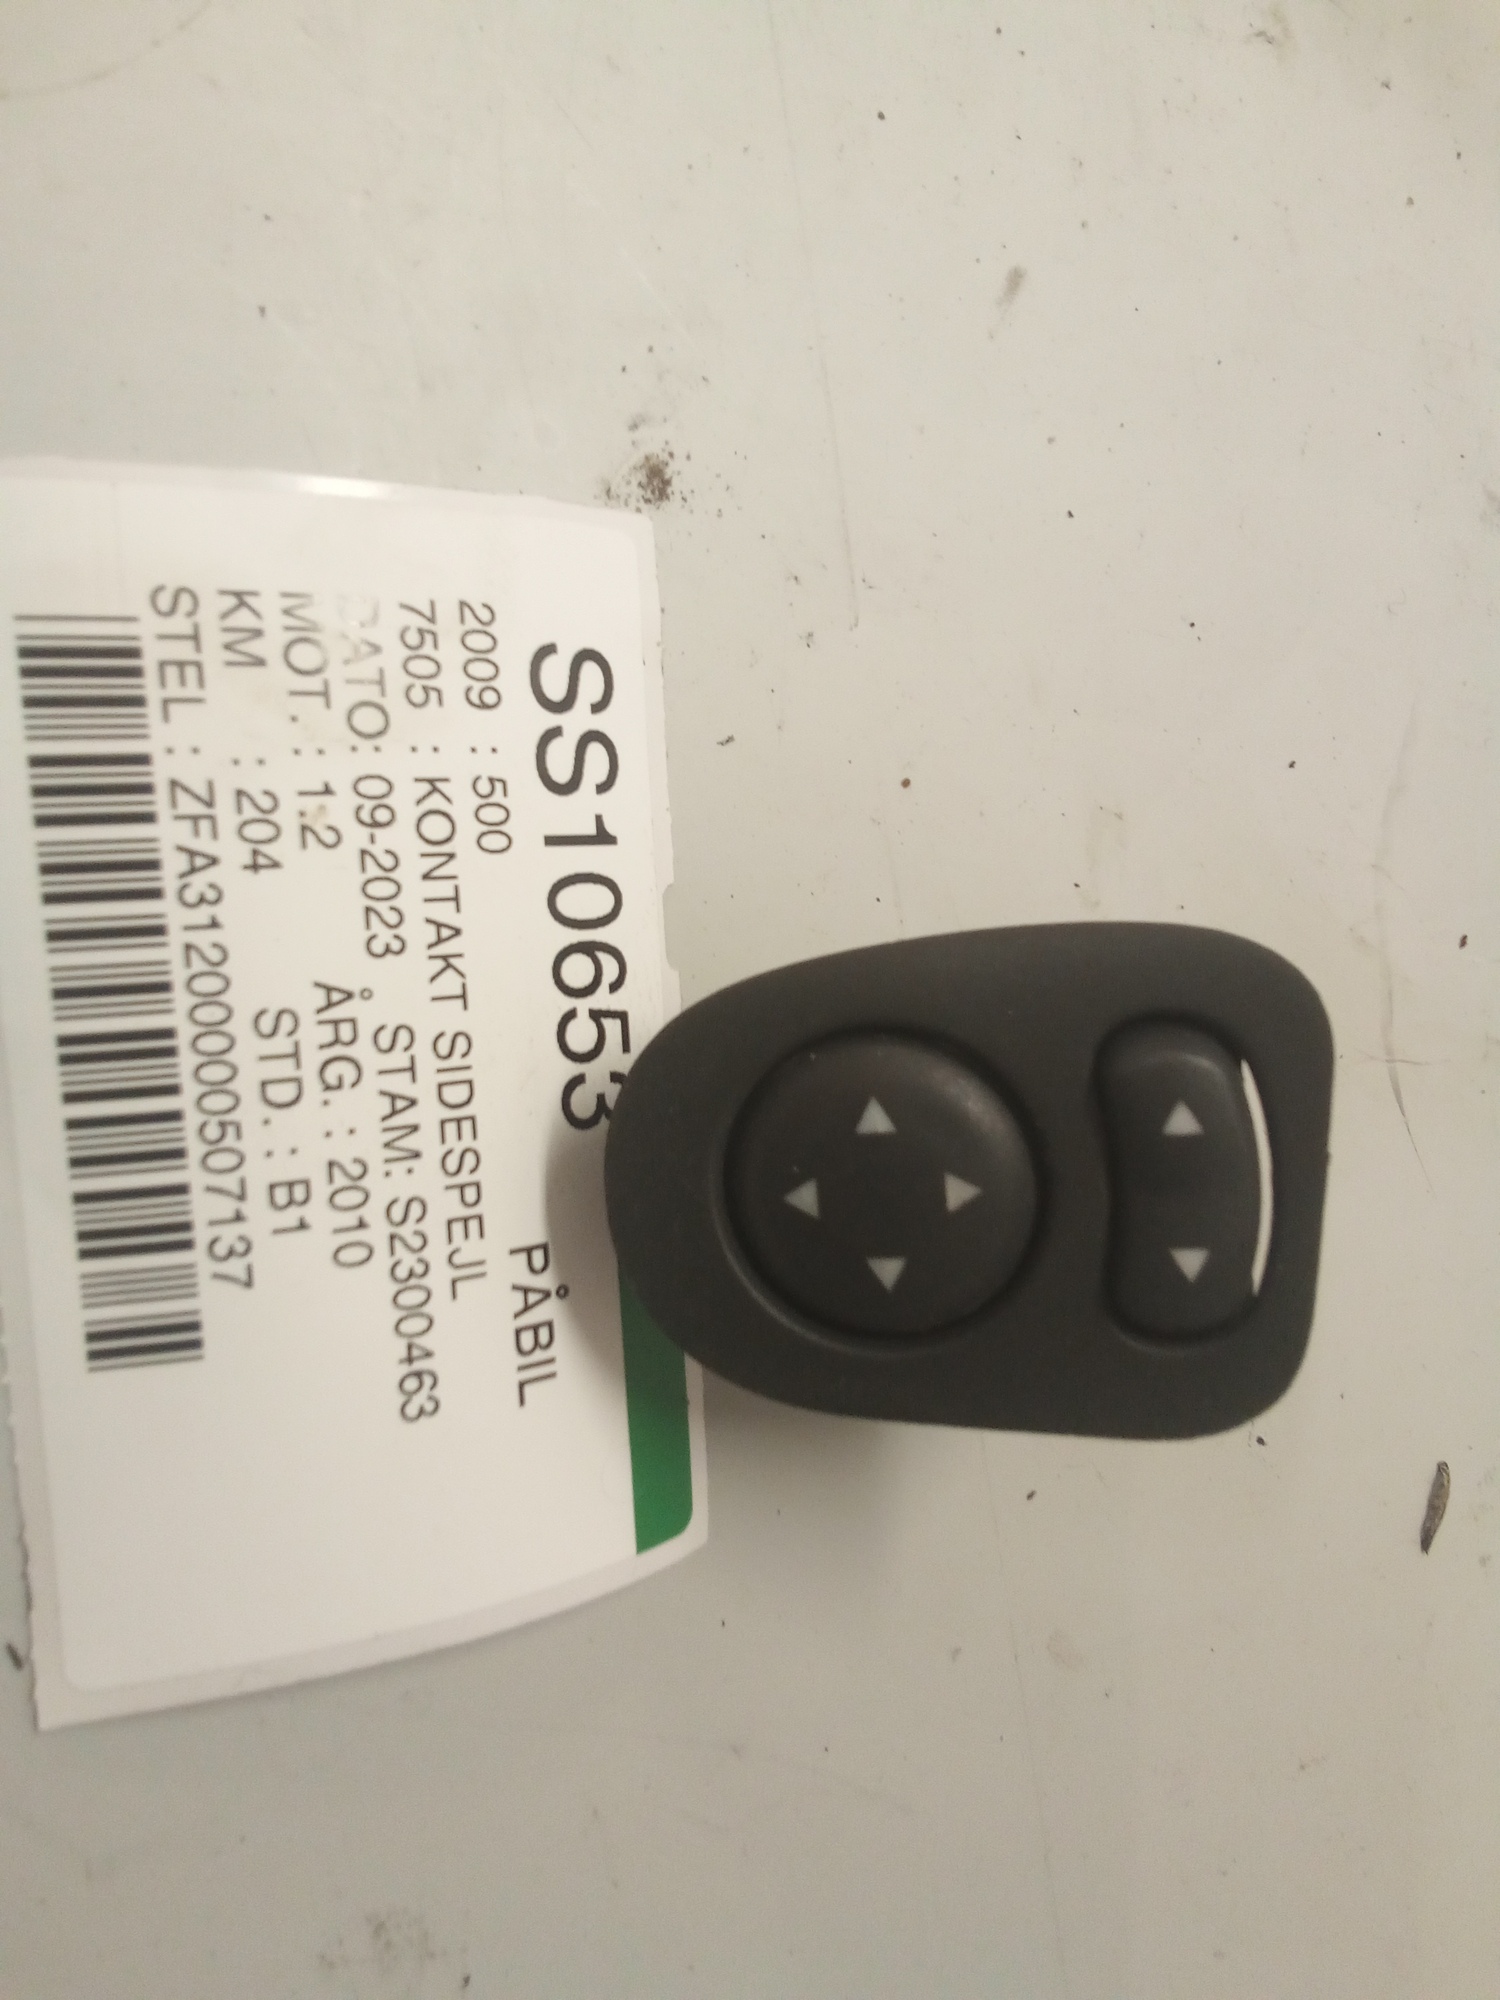 SS10653
PÅBIL
2009 : 500
7505 : KONTAKT SIDESPEJL
DATO: 09-2023 STAM: S2300463
MOT. : 1.2 ÅRG. : 2010
KM : 204 STD. : B1
STEL : ZFA31200000507137